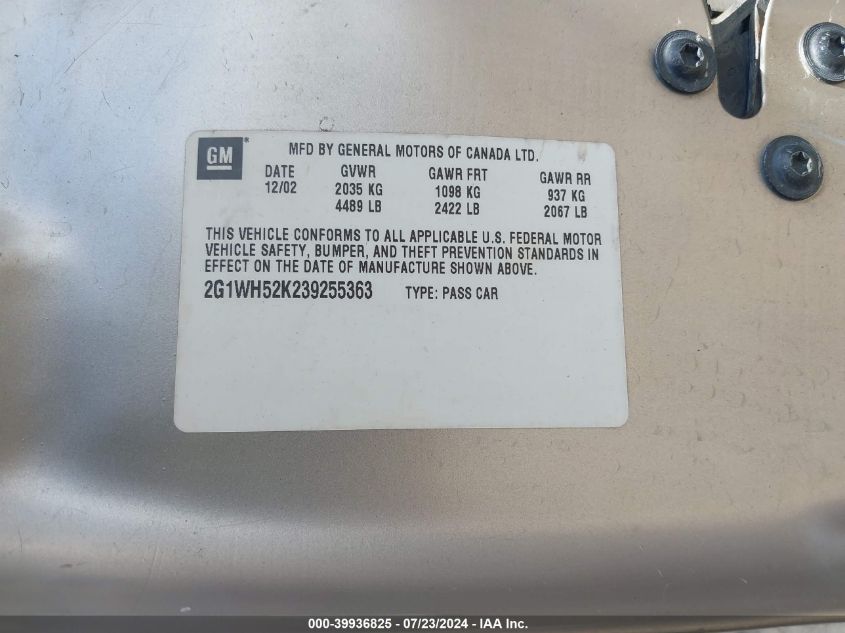 GM
MFD BY GENERAL MOTORS OF CANADA LTD.
DATE GVWR GAWR FRT GAWR RR
12/02 2035 KG 1098 KG 937 KG
4489 LB 2422 LB 2067 LB
THIS VEHICLE CONFORMS TO ALL APPLICABLE U.S. FEDERAL MOTOR
VEHICLE SAFETY, BUMPER, AND THEFT PREVENTION STANDARDS IN
EFFECT ON THE DATE OF MANUFACTURE SHOWN ABOVE.
2G1WH52K239255363 TYPE: PASS CAR
000-39936825 - 07/23/2024 - IAA Inc.